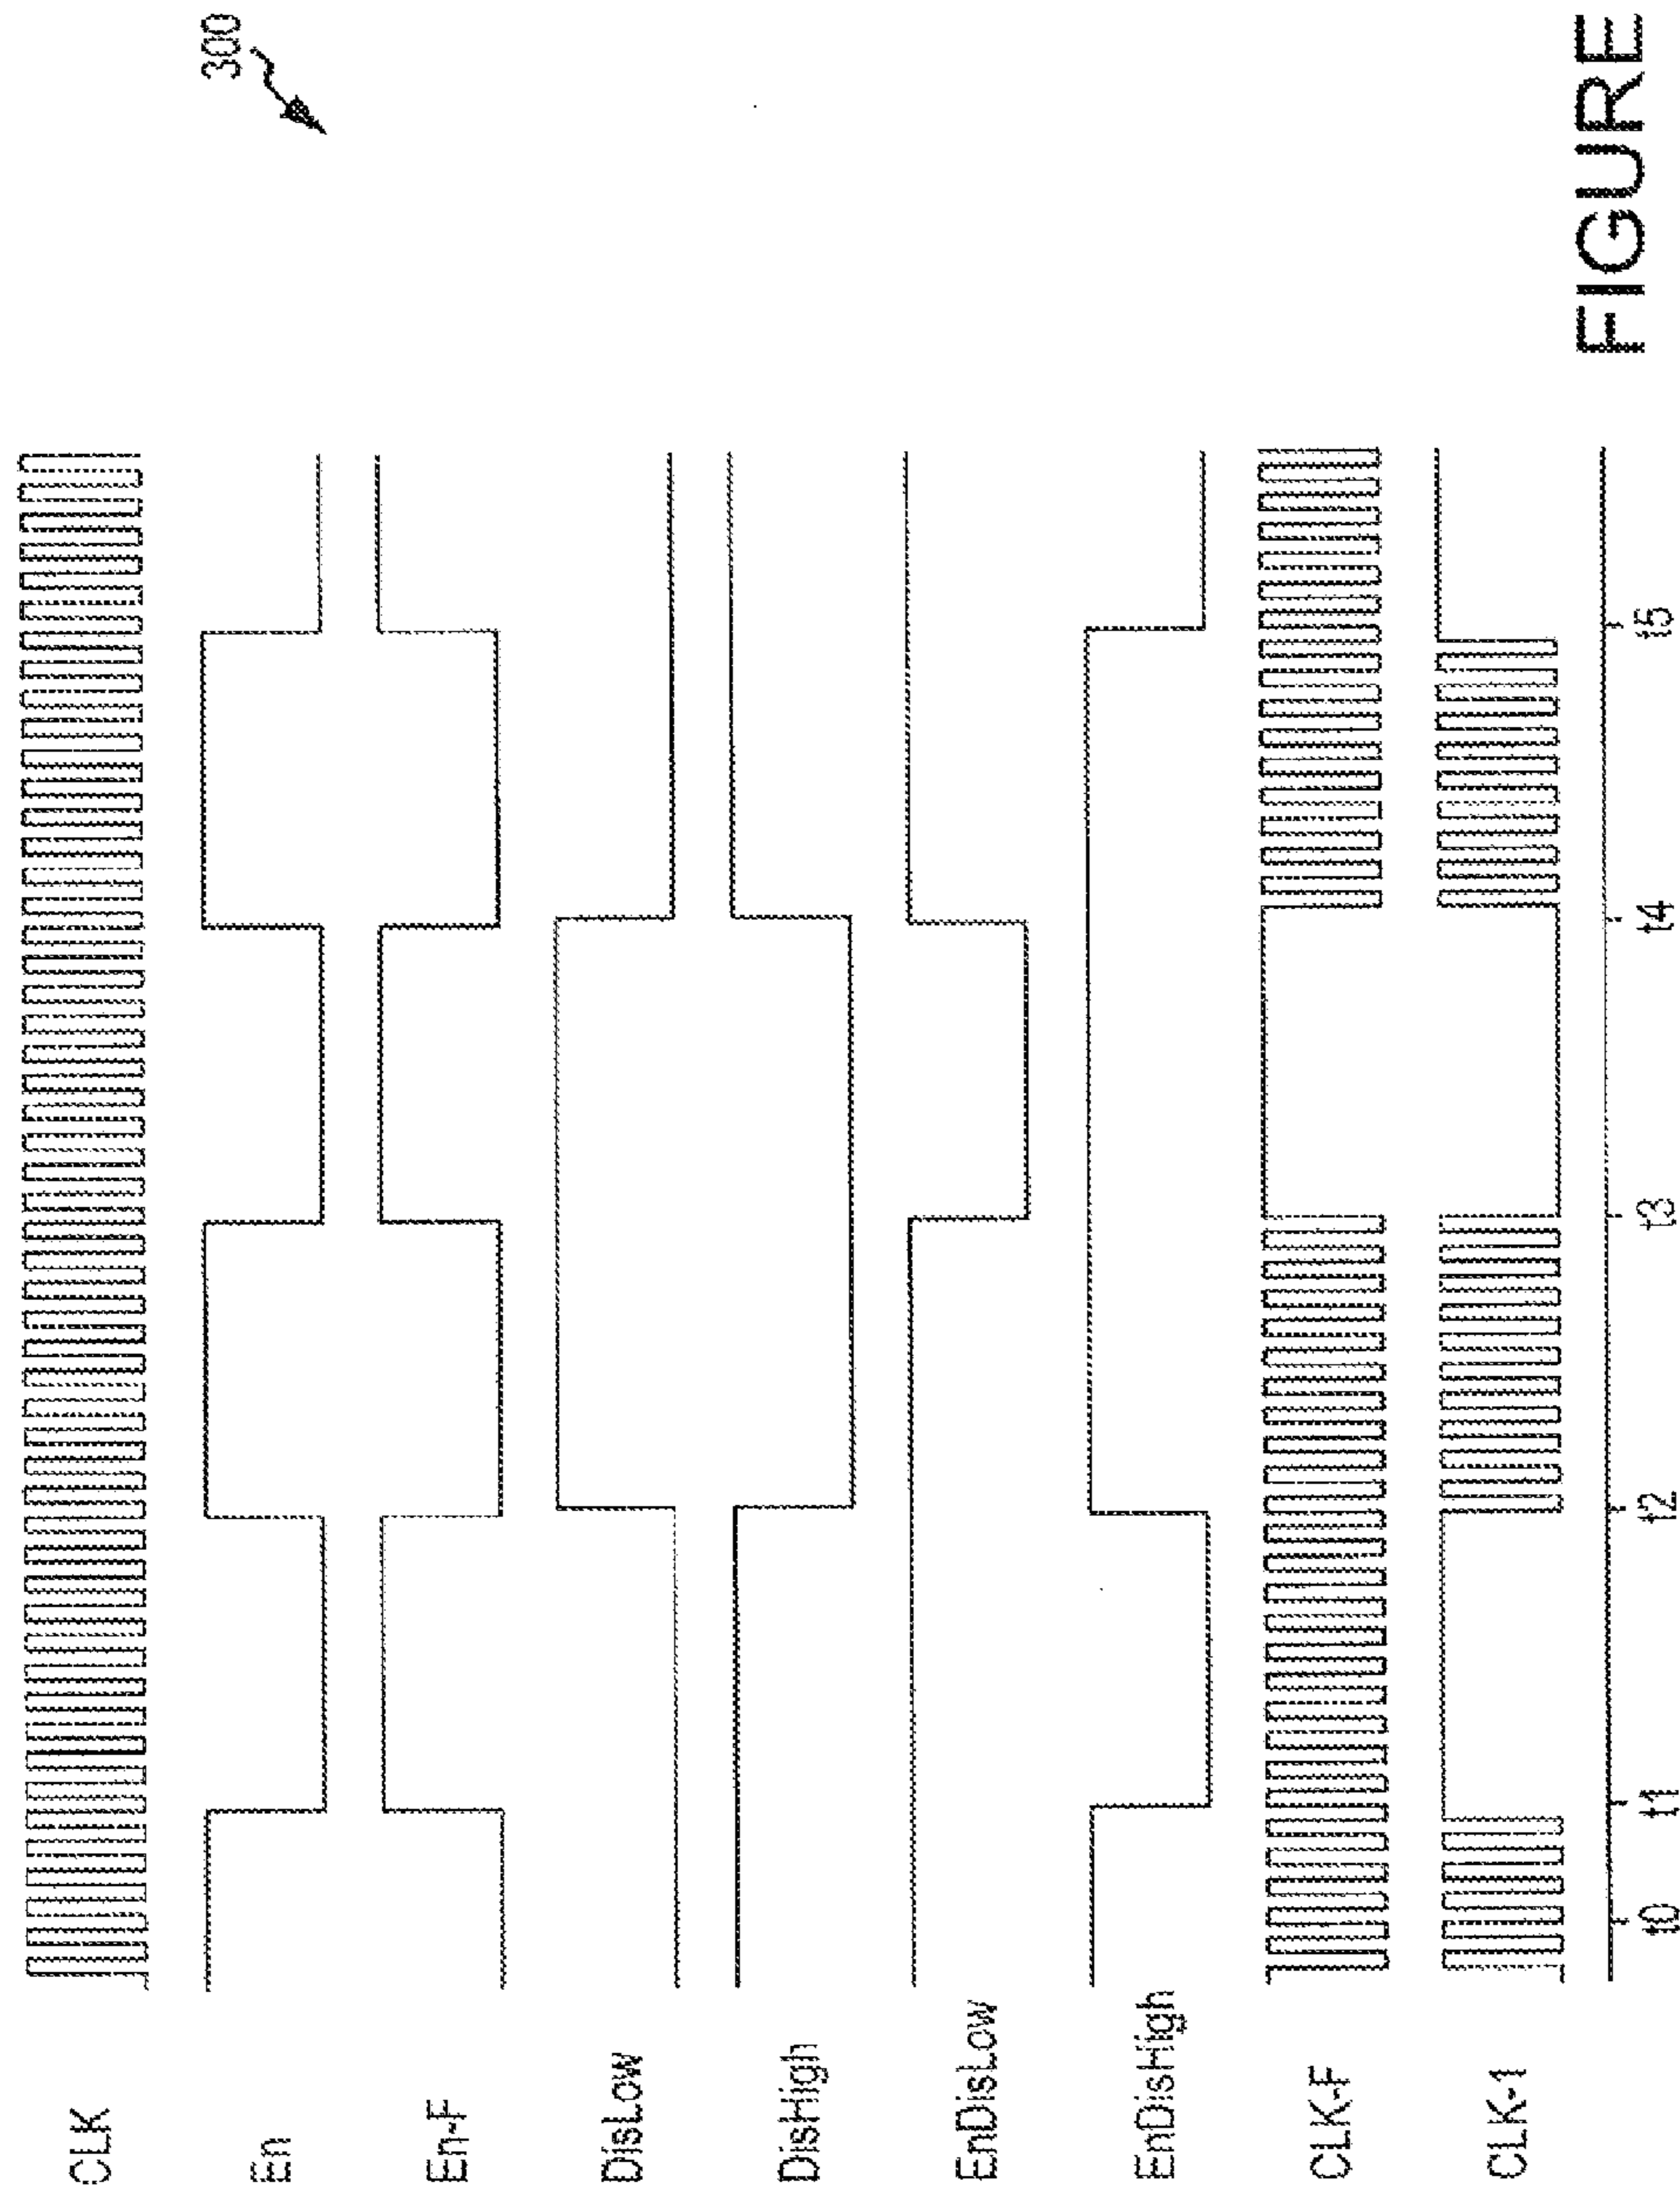 300
CLK
En
En-F
DisLow
DisHigh
EnDisLow
EnDisHigh
CLK-F
CLK-1
t0 t1 t2 t3 t4 t5
FIGURE